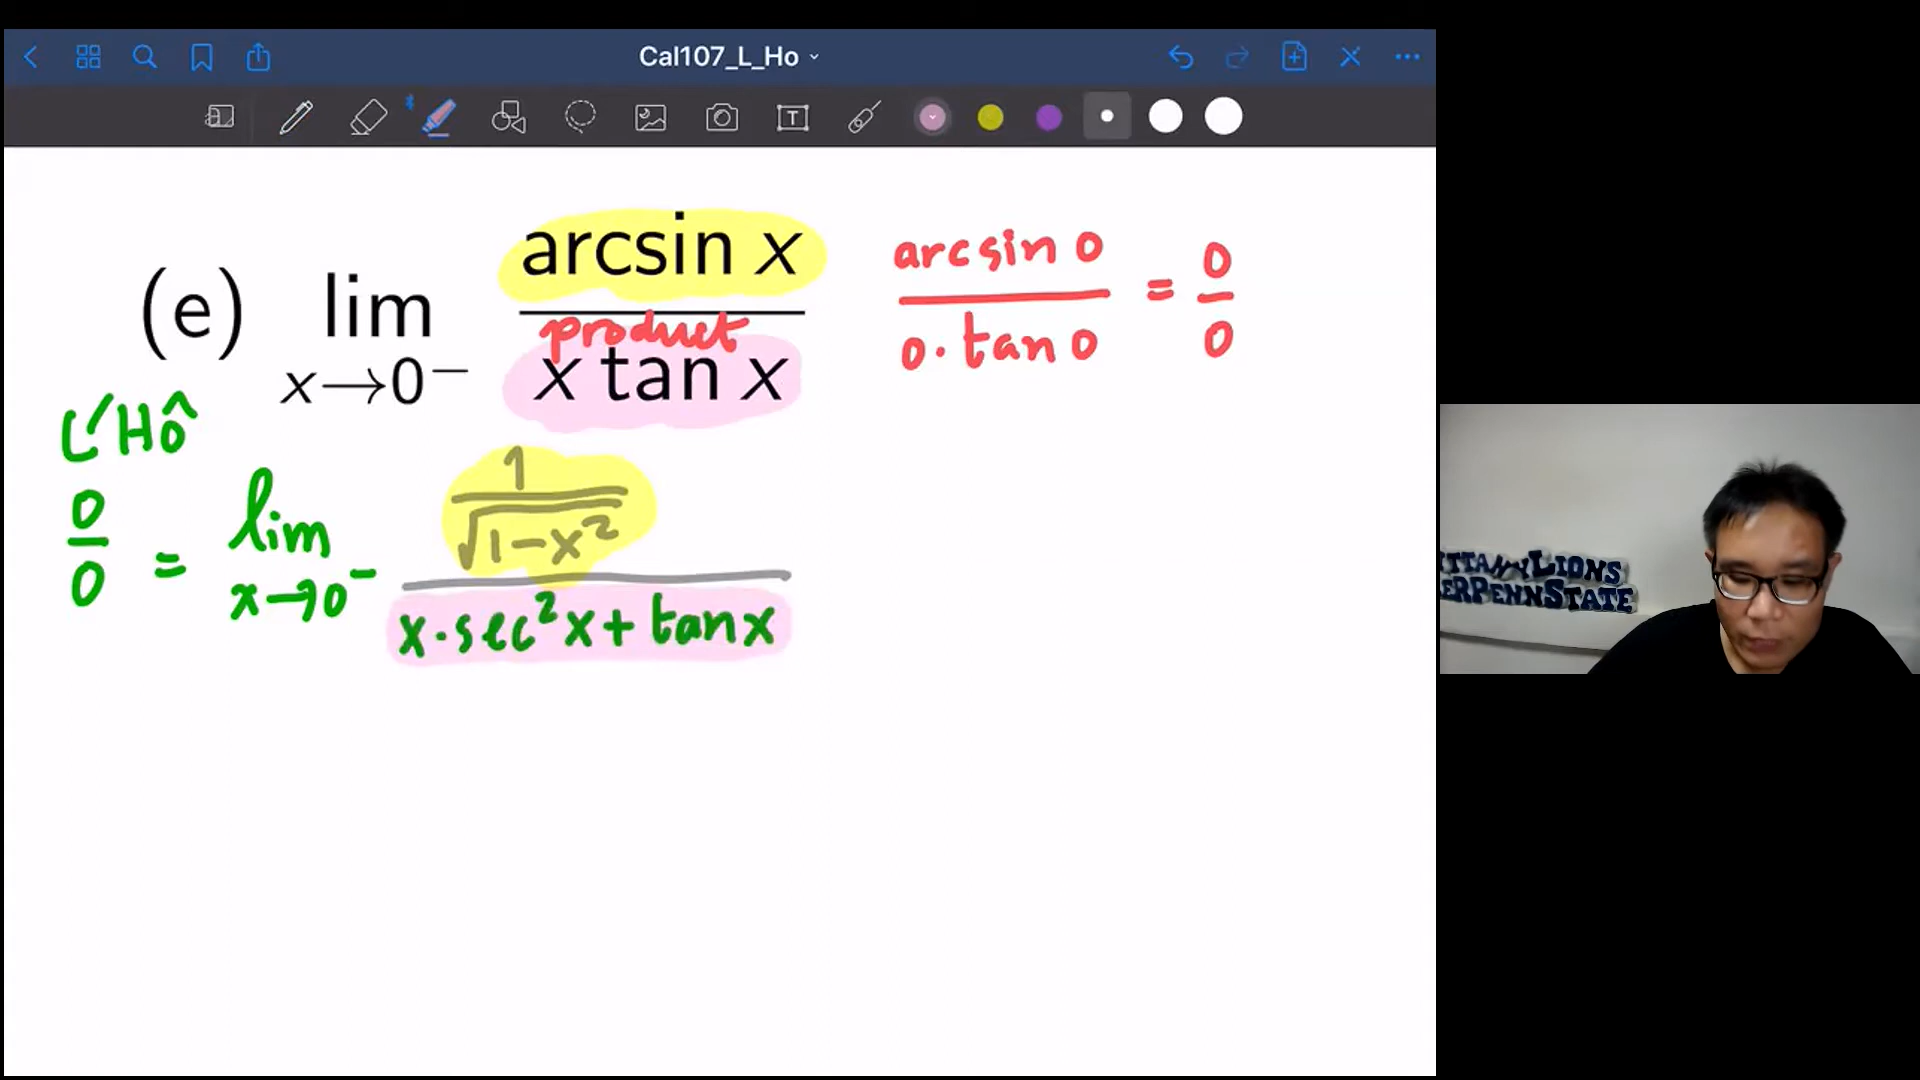 Cal107_L_Ho
T
(e) lim x→0⁻ arcsin x / x tan x
product
arcsin 0 / 0 · tan 0 = 0/0
L'Hô
0/0 = lim x→0⁻ 1/√(1-x²) / x·sec²x + tan x
TTANY LIONS
ERPENNSTATE